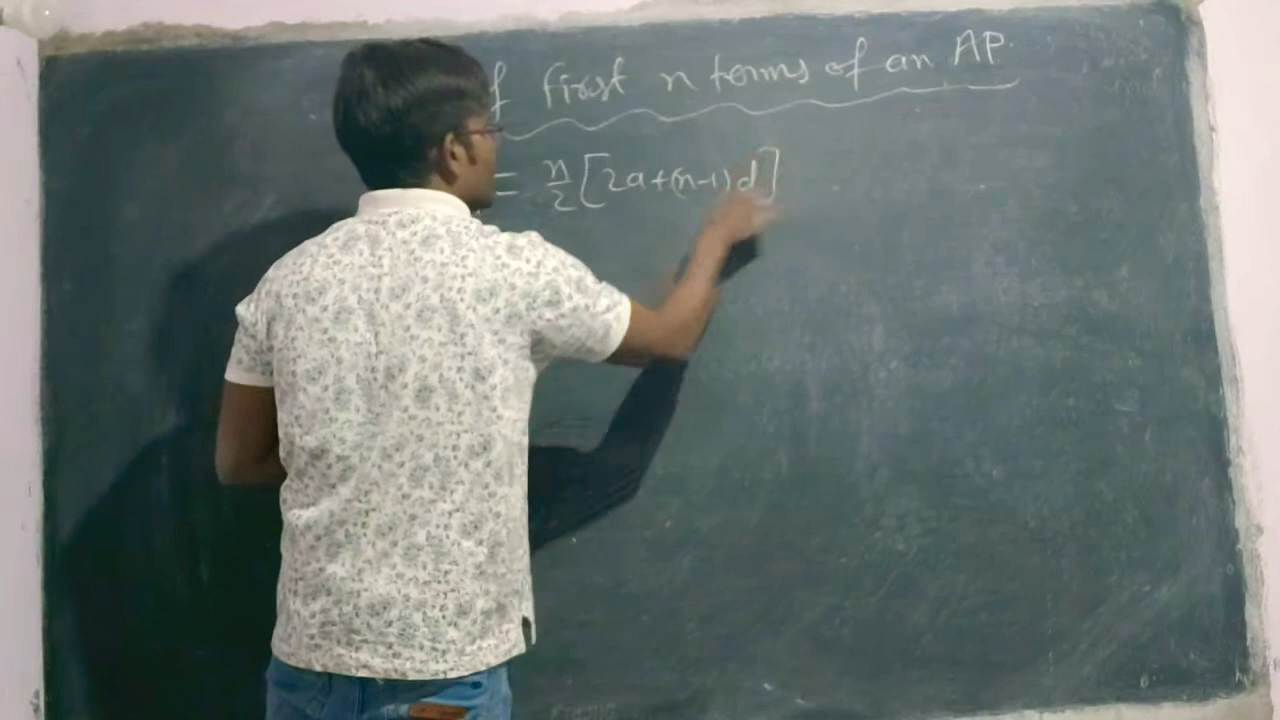 f first n terms of an AP.
= n/2 [2a+(n-1)d]